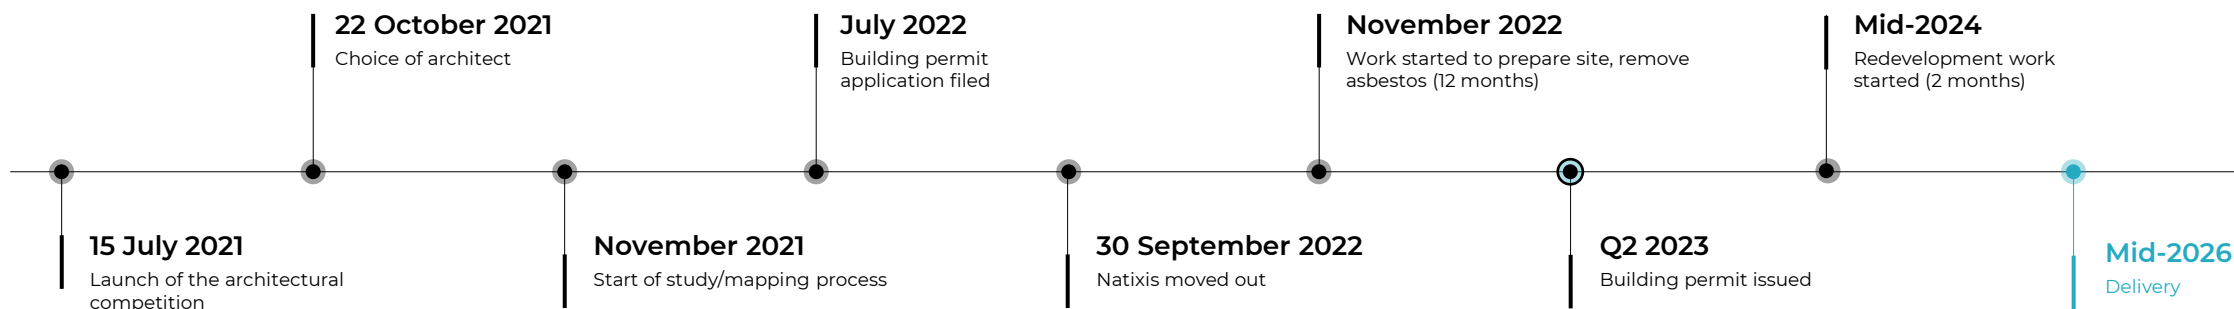 22 October 2021
Choice of architect
July 2022
Building permit
application filed
November 2022
Work started to prepare site, remove
asbestos (12 months)
Mid-2024
Redevelopment work
started (2 months)
15 July 2021
Launch of the architectural
competition
November 2021
Start of study/mapping process
30 September 2022
Natixis moved out
Q2 2023
Building permit issued
Mid-2026
Delivery